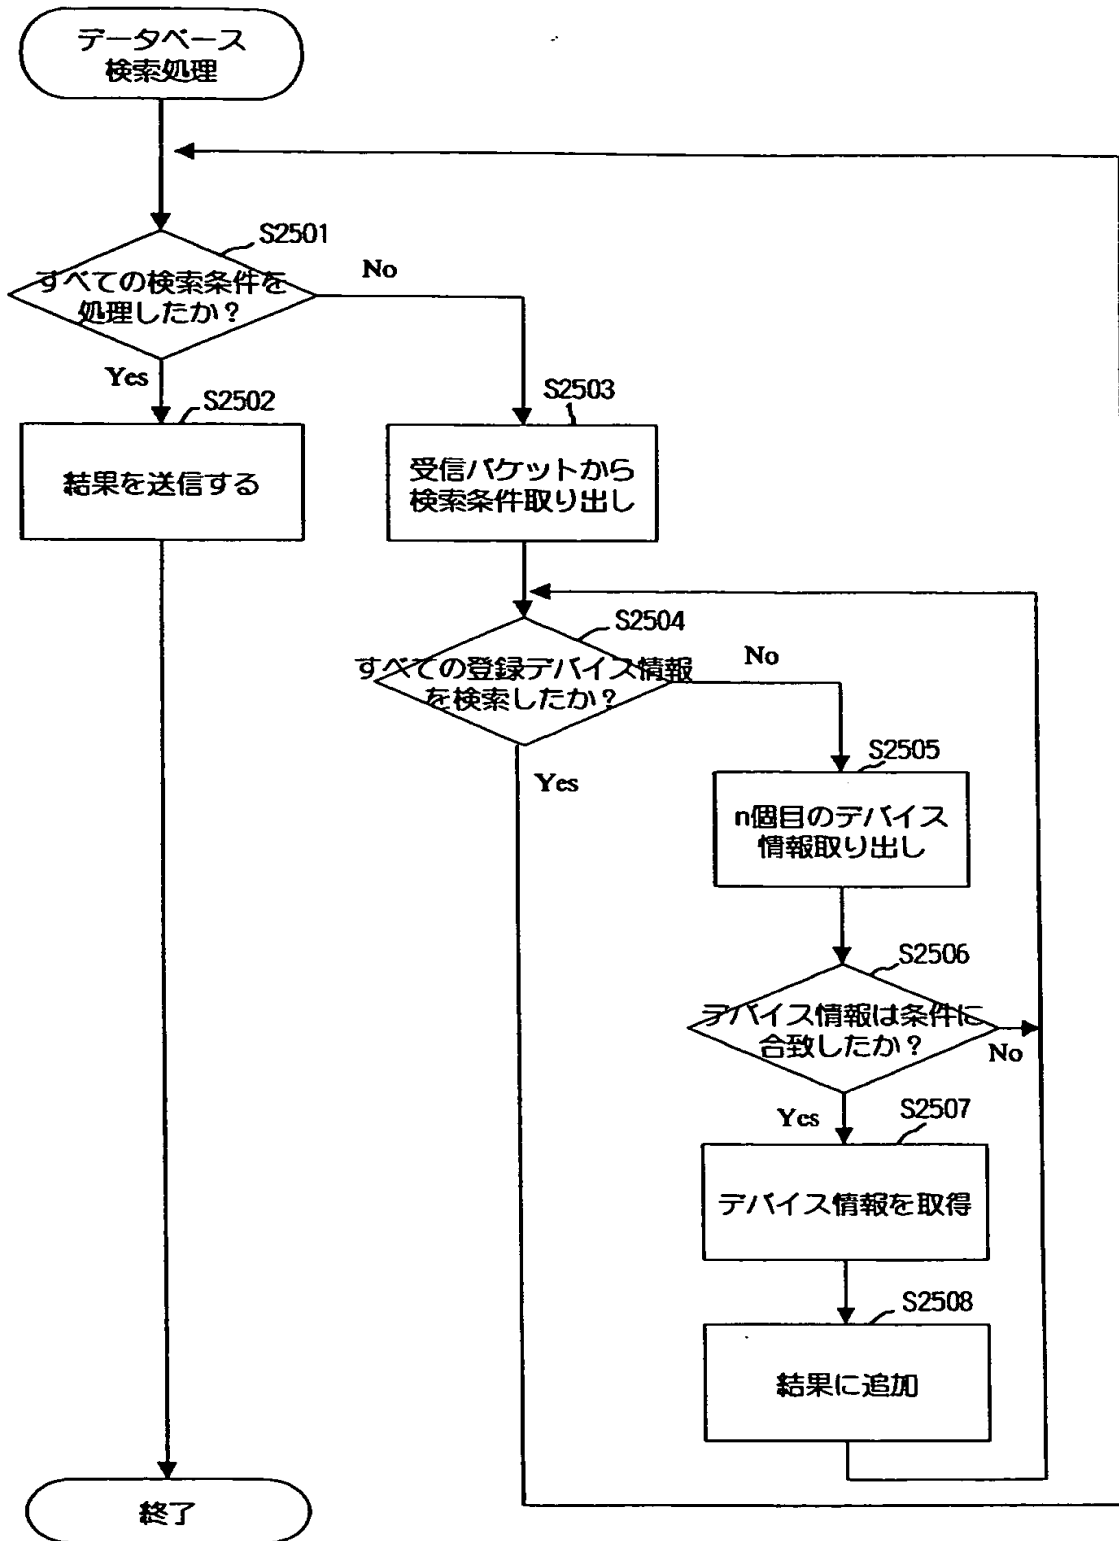 データベース
検索処理
S2501
すべての検索条件を
処理したか？
No
Yes
S2502
結果を送信する
S2503
受信パケットから
検索条件取り出し
S2504
すべての登録デバイス情報
を検索したか？
No
Yes
S2505
n個目のデバイス
情報取り出し
S2506
デバイス情報は条件に
合致したか？
No
Yes
S2507
デバイス情報を取得
S2508
結果に追加
終了